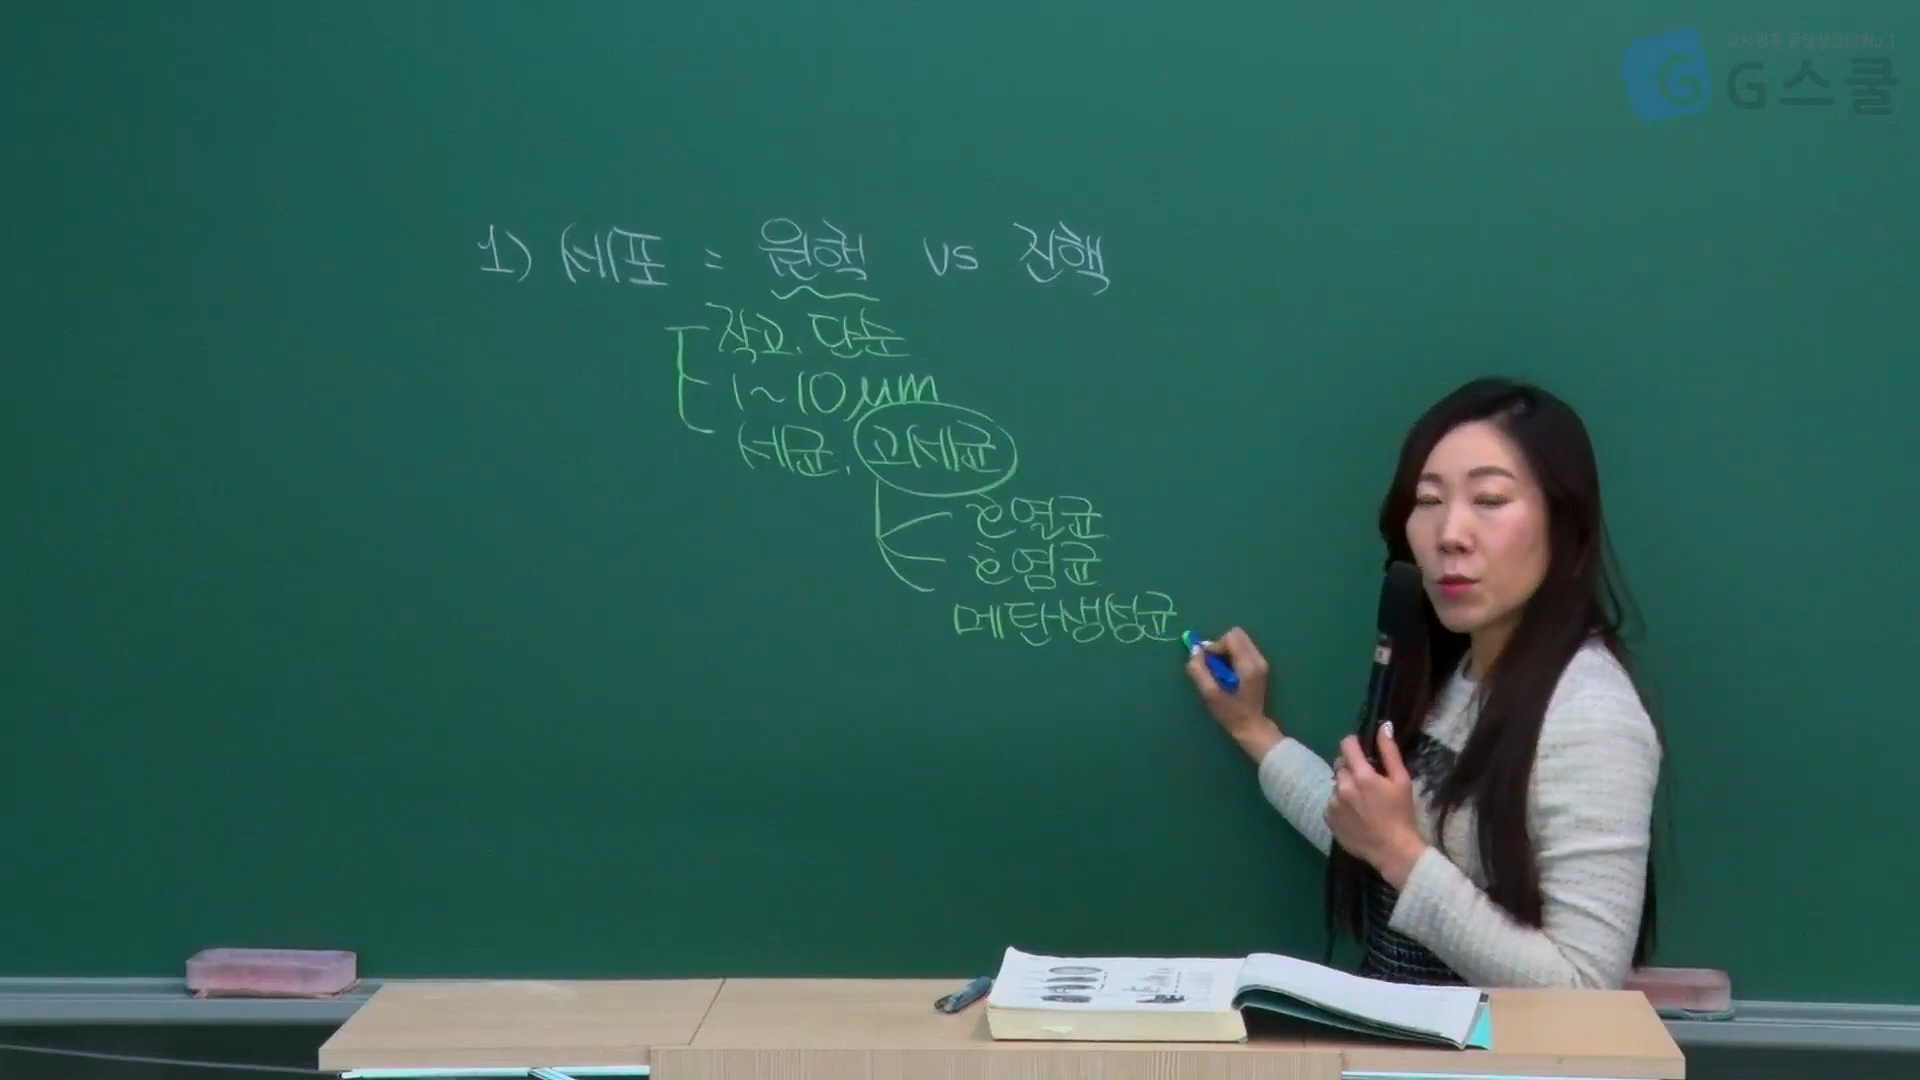 G스쿨
1) 세포 = 원핵 vs 진핵
작고, 단순
1~10μm
세균, 고세균
호열균
호염균
메탄생성균